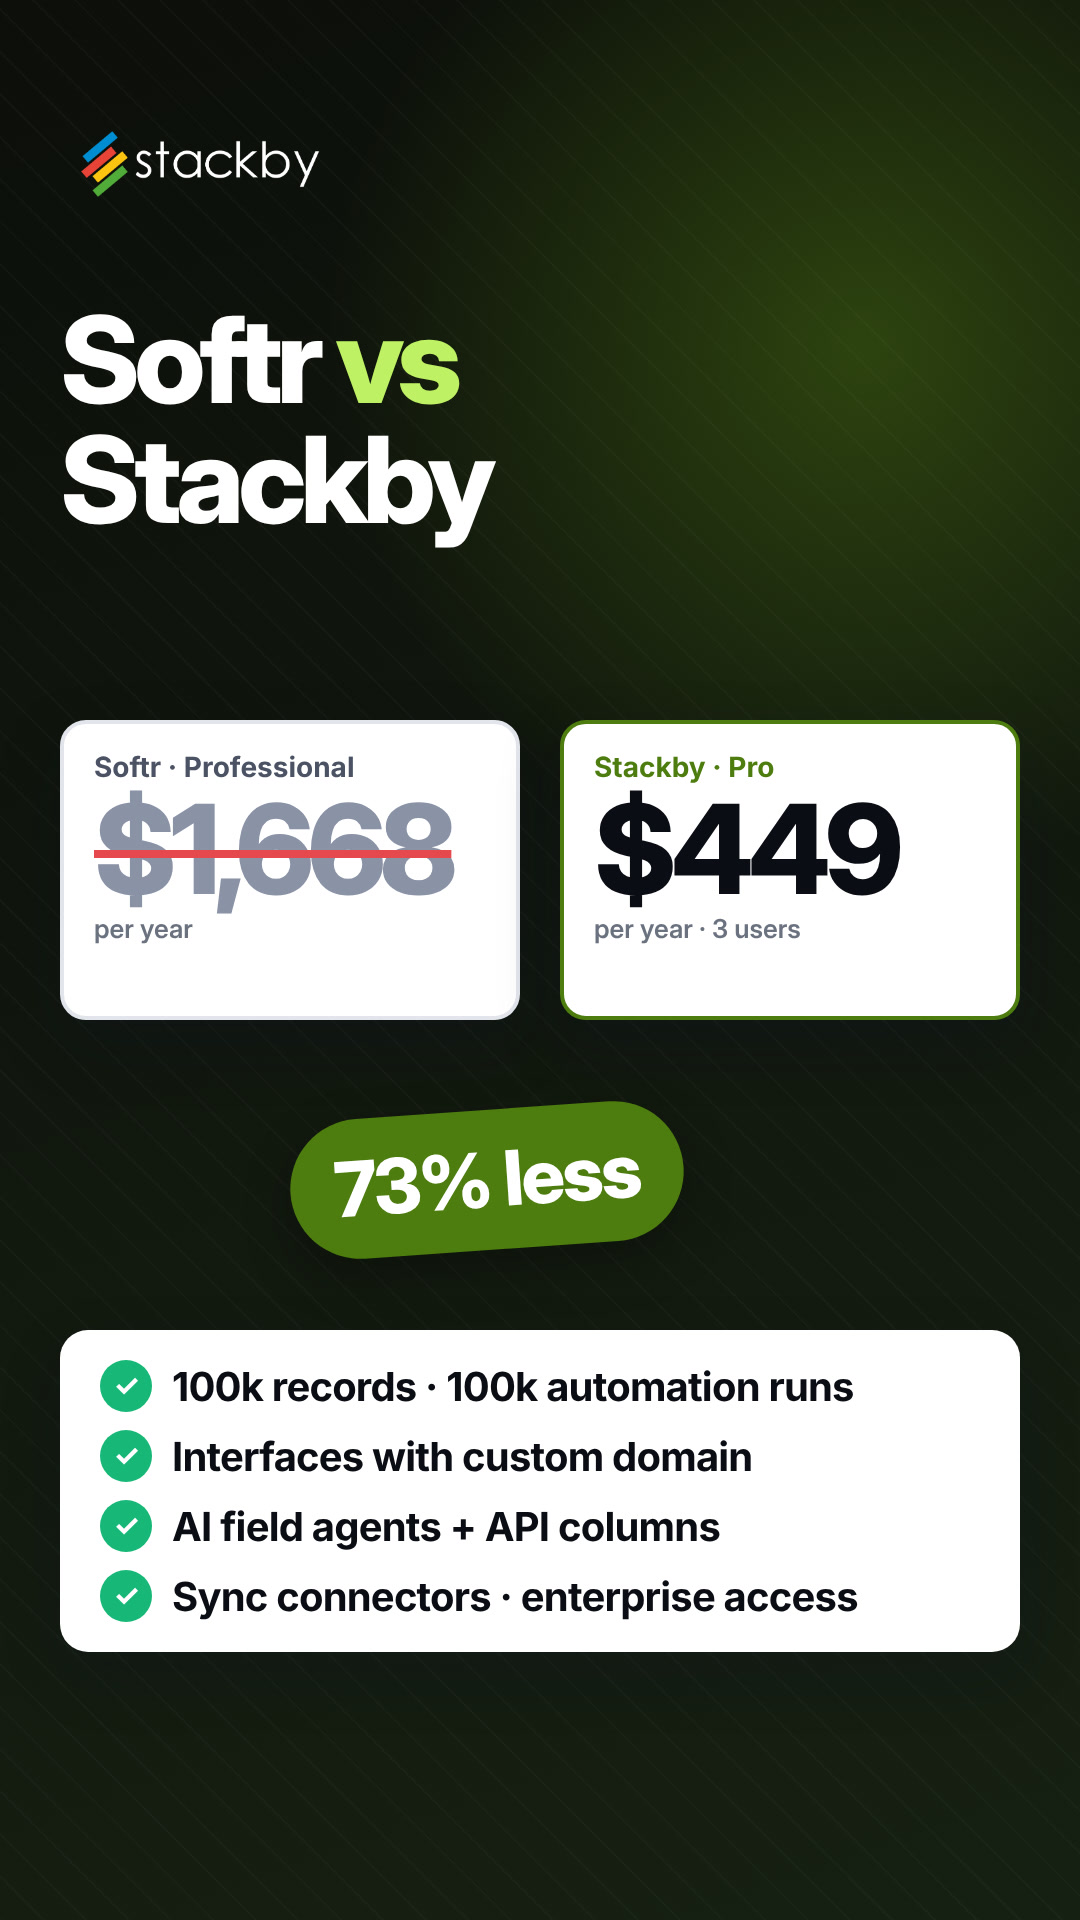 stackby
Softr vs
Stackby
Softr · Professional
$1,668
per year
Stackby · Pro
$449
per year · 3 users
73% less
100k records · 100k automation runs
Interfaces with custom domain
AI field agents + API columns
Sync connectors · enterprise access